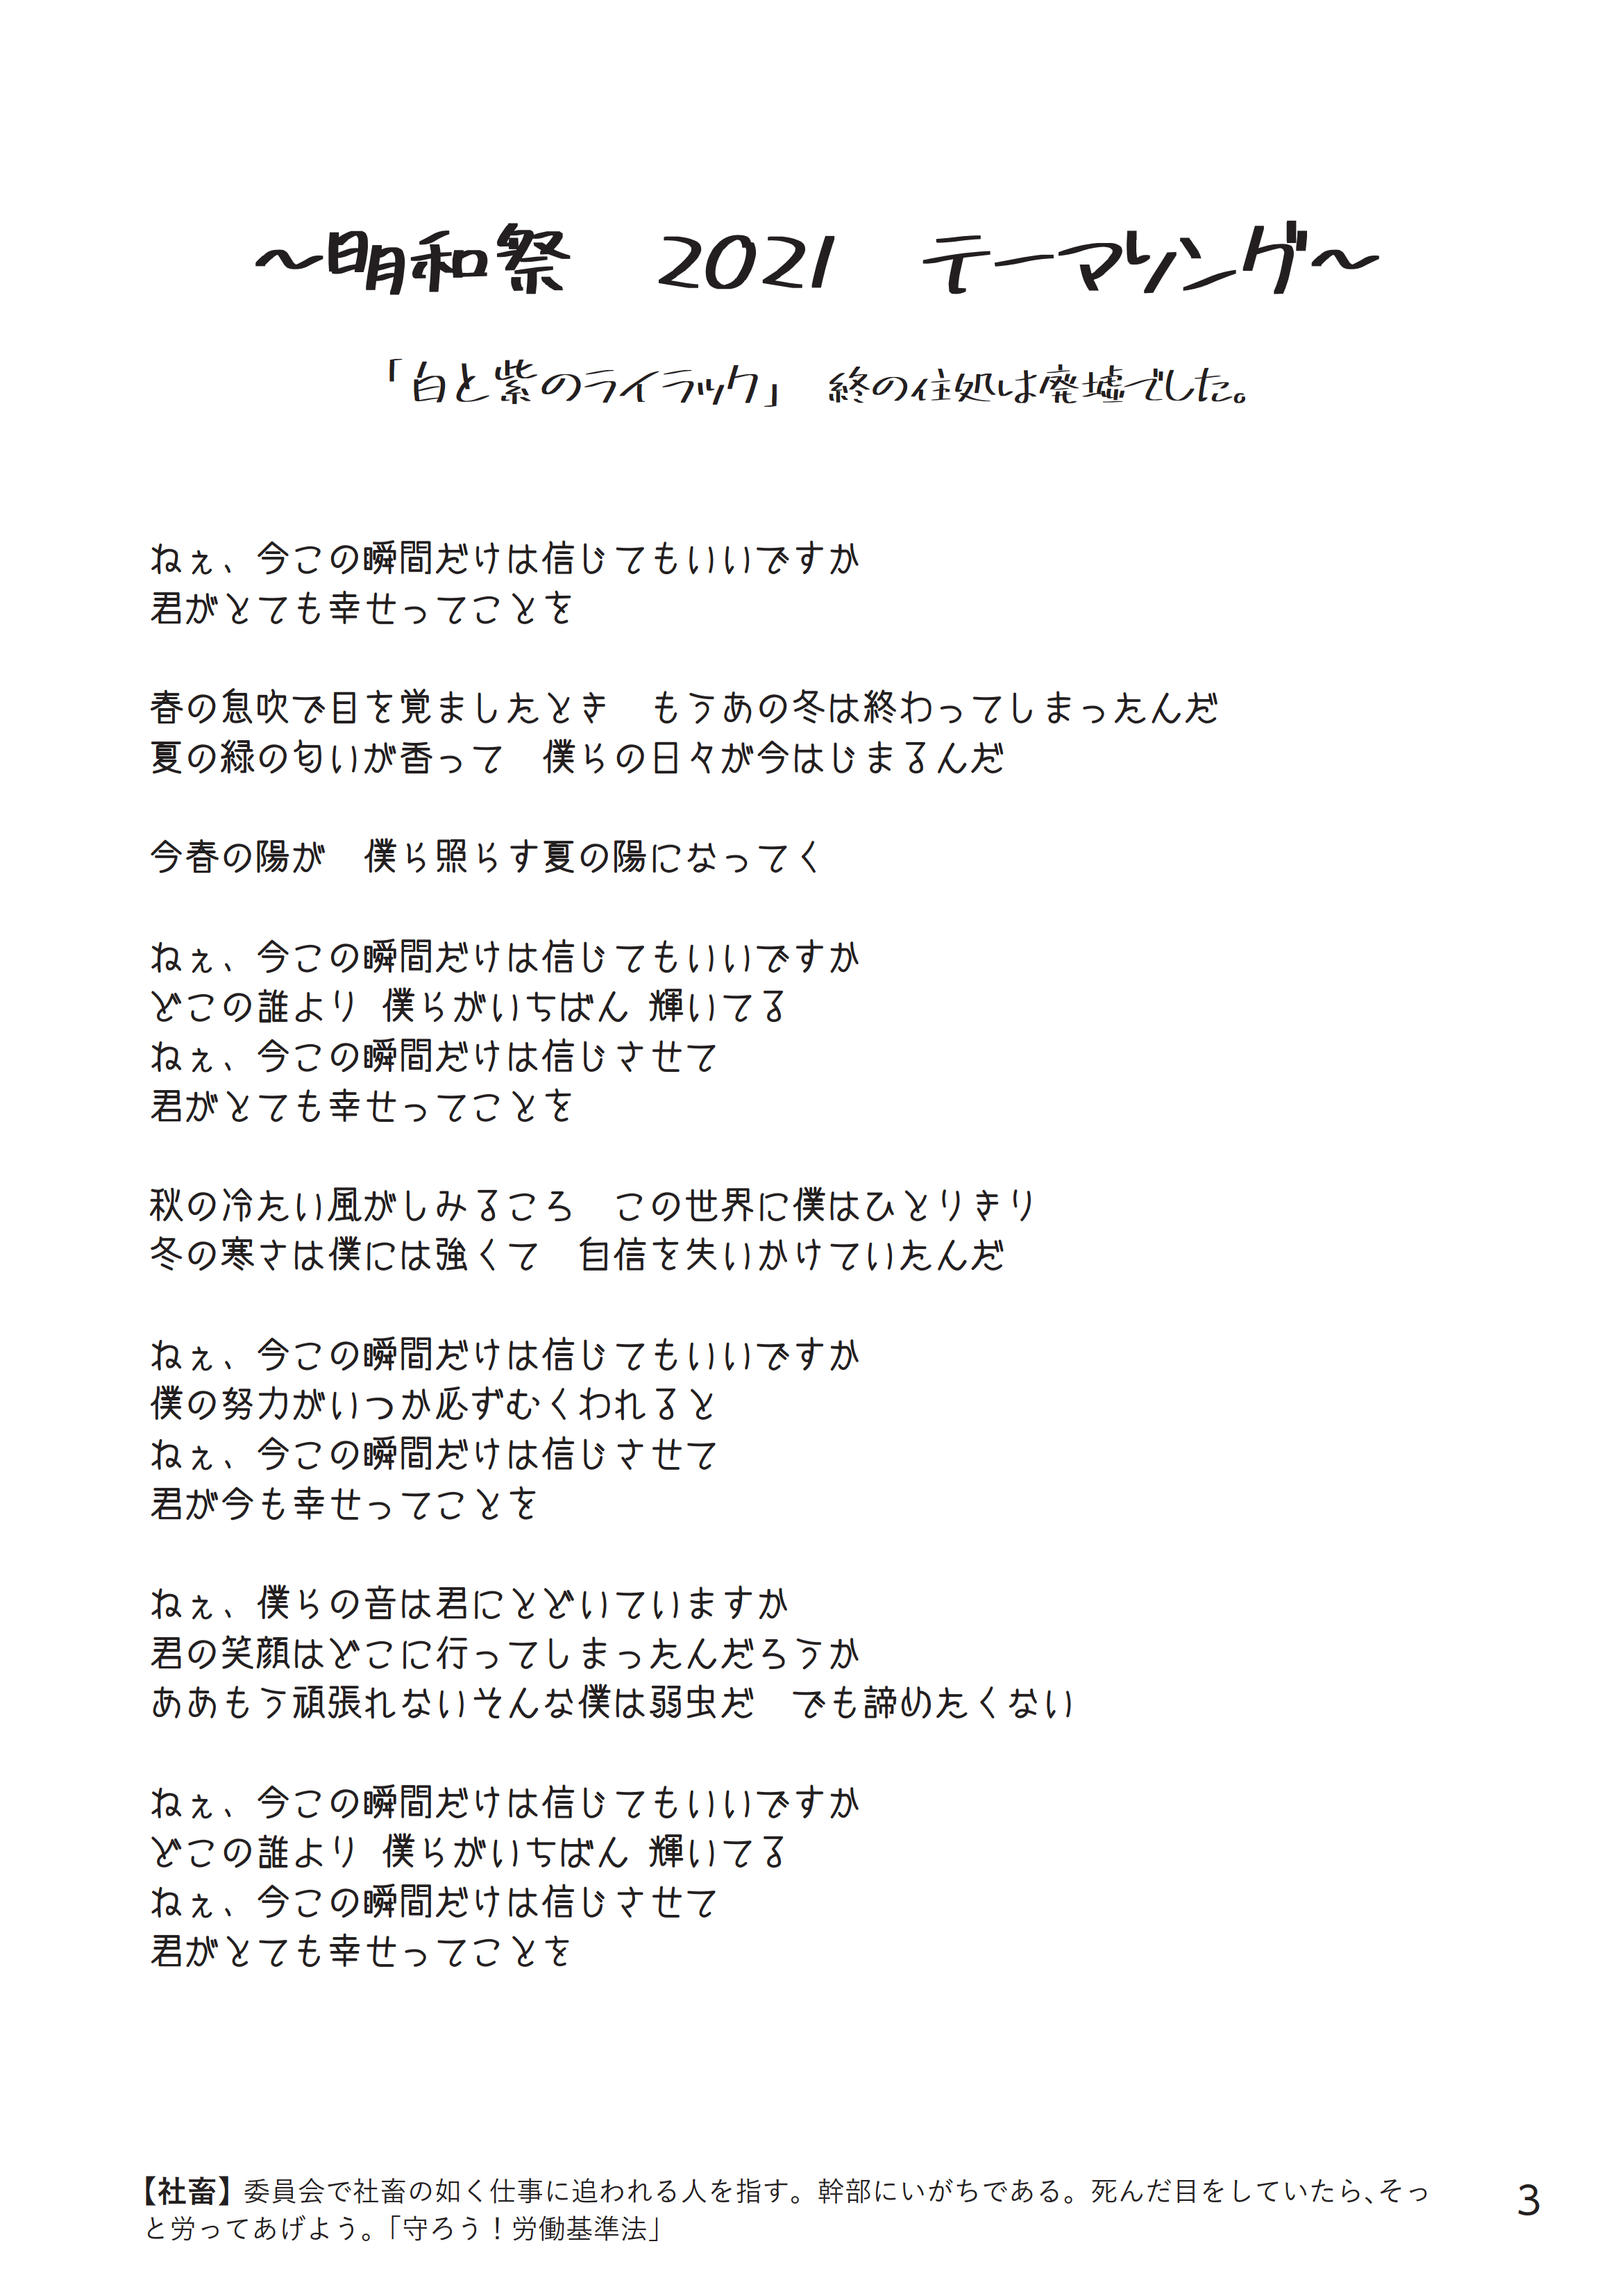 ～明和祭　2021　テーマソング～
「白と紫のライラック」　終の住処は廃墟でした。
ねぇ、今この瞬間だけは信じてもいいですか
君がとても幸せってことを
春の息吹で目を覚ましたとき　もうあの冬は終わってしまったんだ
夏の緑の匂いが香って　僕らの日々が今はじまるんだ
今春の陽が　僕ら照らす夏の陽になってく
ねぇ、今この瞬間だけは信じてもいいですか
どこの誰より 僕らがいちばん 輝いてる
ねぇ、今この瞬間だけは信じさせて
君がとても幸せってことを
秋の冷たい風がしみるころ　この世界に僕はひとりきり
冬の寒さは僕には強くて　自信を失いかけていたんだ
ねぇ、今この瞬間だけは信じてもいいですか
僕の努力がいつか必ずむくわれると
ねぇ、今この瞬間だけは信じさせて
君が今も幸せってことを
ねぇ、僕らの音は君にとどいていますか
君の笑顔はどこに行ってしまったんだろうか
ああもう頑張れないそんな僕は弱虫だ　でも諦めたくない
ねぇ、今この瞬間だけは信じてもいいですか
どこの誰より 僕らがいちばん 輝いてる
ねぇ、今この瞬間だけは信じさせて
君がとても幸せってことを
【社畜】委員会で社畜の如く仕事に追われる人を指す。幹部にいがちである。死んだ目をしていたら、そっ
と労ってあげよう。「守ろう！労働基準法」
3